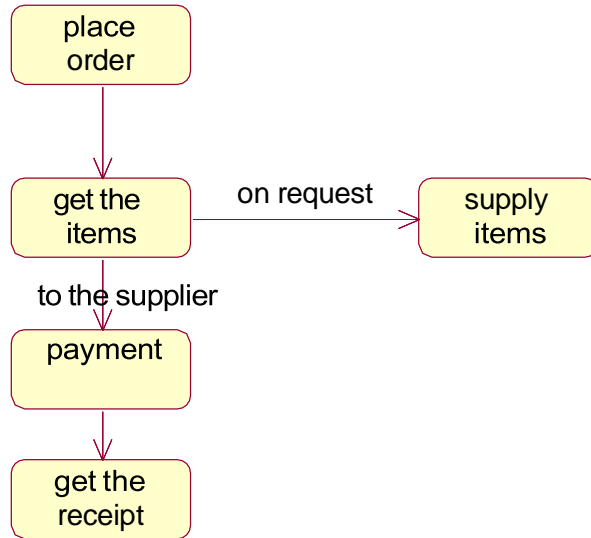 place
order
get the
items
on request
supply
items
to the supplier
payment
get the
receipt